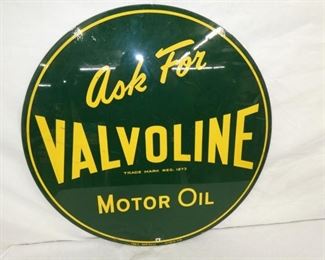 Ask For
VALVOLINE
TRADE MARK REG. 1873
MOTOR OIL